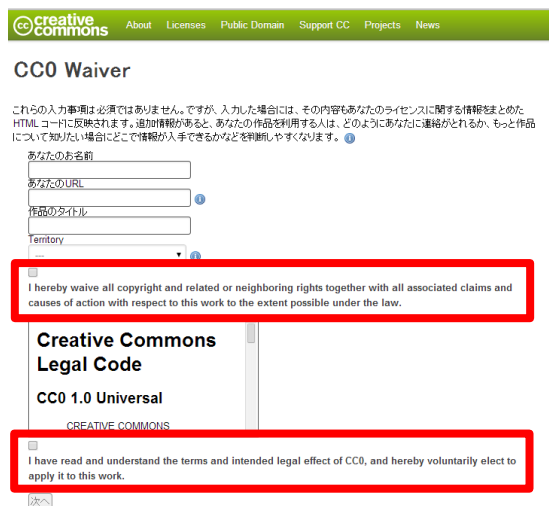 cc creative commons About Licenses Public Domain Support CC Projects News
CC0 Waiver
これらの入力事項は必須ではありません。ですが、入力した場合には、その内容もあなたのライセンスに関する情報をまとめた
HTML コードに反映されます。追加情報があると、あなたの作品を利用する人は、どのようにあなたに連絡がとれるか、もっと作品
について知りたい場合にどこで情報が入手できるかなどを判断しやすくなります。
あなたのお名前
あなたのURL
作品のタイトル
Territory
---
I hereby waive all copyright and related or neighboring rights together with all associated claims and
causes of action with respect to this work to the extent possible under the law.
Creative Commons
Legal Code
CC0 1.0 Universal
CREATIVE COMMONS
I have read and understand the terms and intended legal effect of CC0, and hereby voluntarily elect to
apply it to this work.
次へ